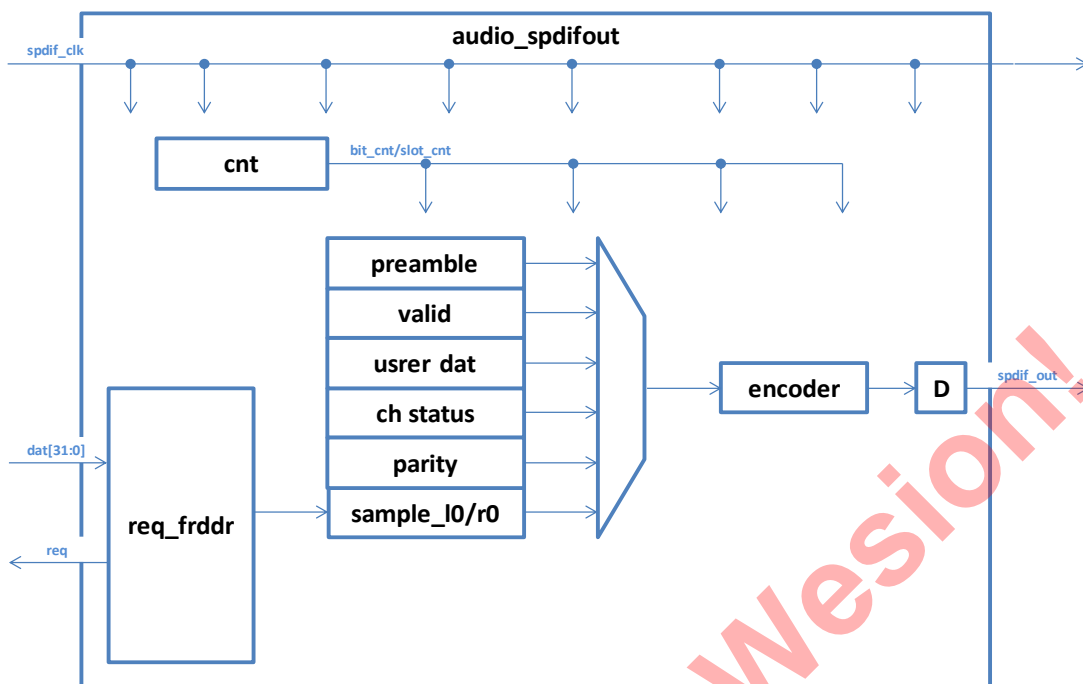 audio_spdifout
spdif_clk
cnt
bit_cnt/slot_cnt
preamble
valid
usrer dat
ch status
parity
sample_l0/r0
encoder
D
spdif_out
dat[31:0]
req_frddr
req
Wesion!